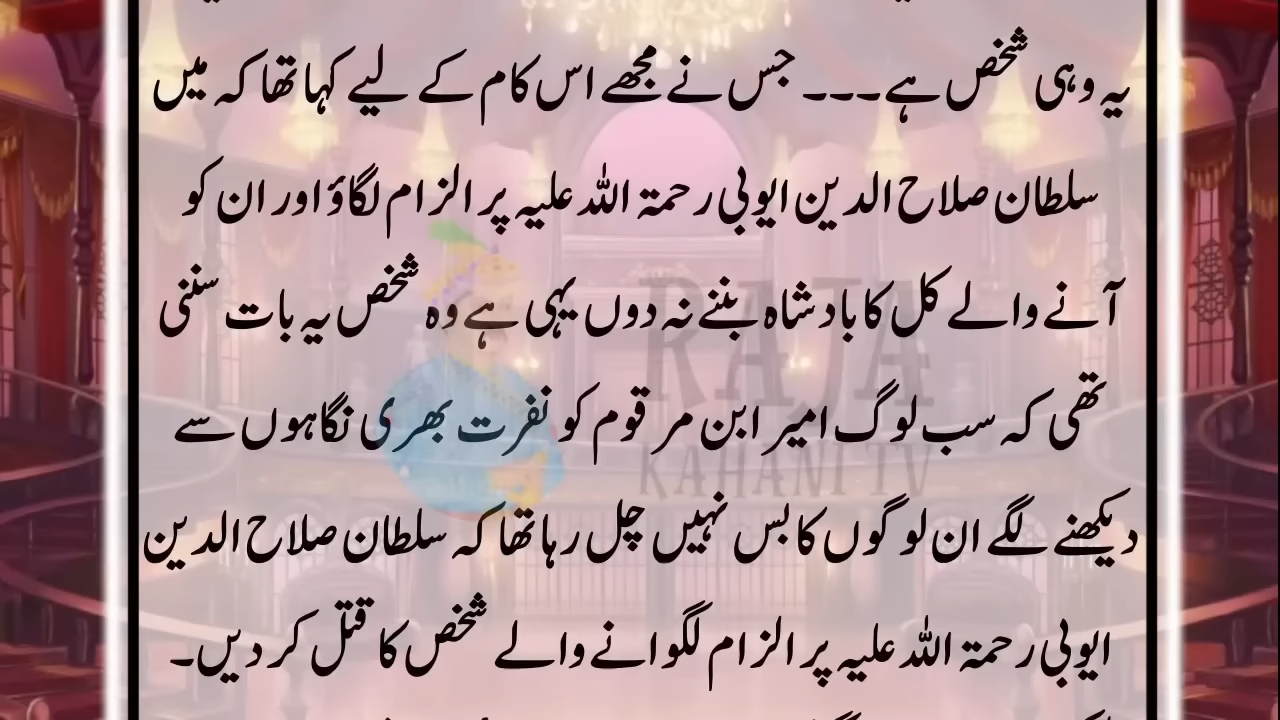 یہ وہی شخص ہے۔۔۔ جس نے مجھے اس کام کے لیے کہا تھا کہ میں
سلطان صلاح الدین ایوبی رحمۃ اللہ علیہ پر الزام لگاؤ اور ان کو
آنے والے کل کا بادشاہ بننے نہ دوں یہی ہے وہ شخص یہ بات سننی
تھی کہ سب لوگ امیر ابن مرقوم کو نفرت بھری نگاہوں سے
دیکھنے لگے ان لوگوں کا بس نہیں چل رہا تھا کہ سلطان صلاح الدین
ایوبی رحمۃ اللہ علیہ پر الزام لگوانے والے شخص کا قتل کر دیں۔
RAJA
KAHANI TV